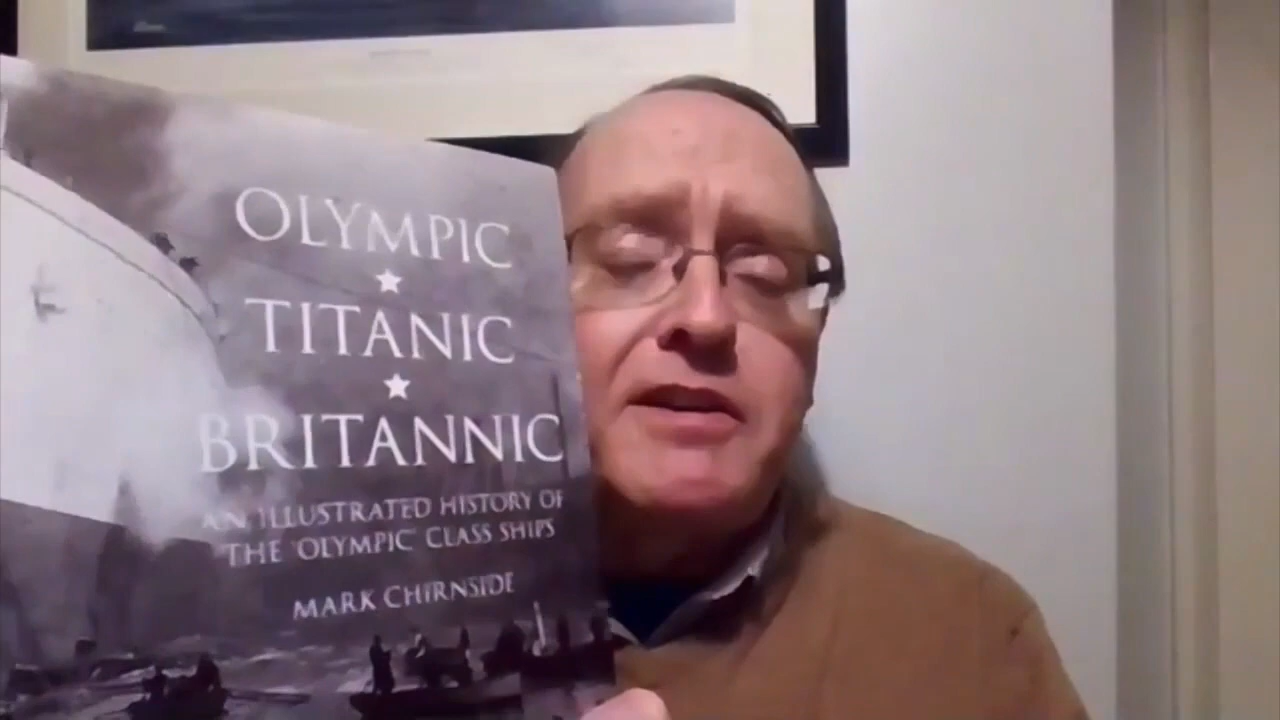 OLYMPIC
TITANIC
BRITANNIC
AN ILLUSTRATED HISTORY OF
THE 'OLYMPIC' CLASS SHIPS
MARK CHIRNSIDE